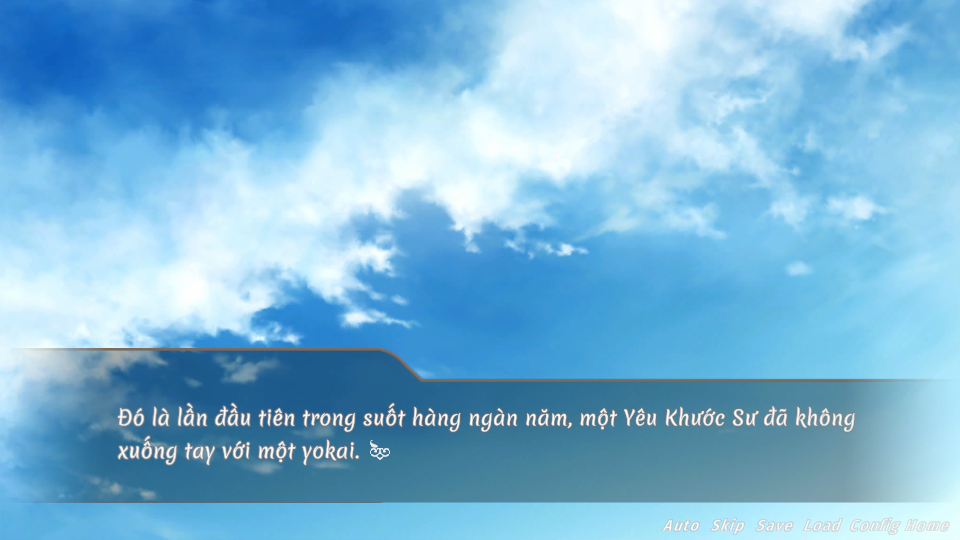 Đó là lần đầu tiên trong suốt hàng ngàn năm, một Yêu Khước Sư đã không
xuống tay với một yokai.
Auto Skip Save Load Config Home